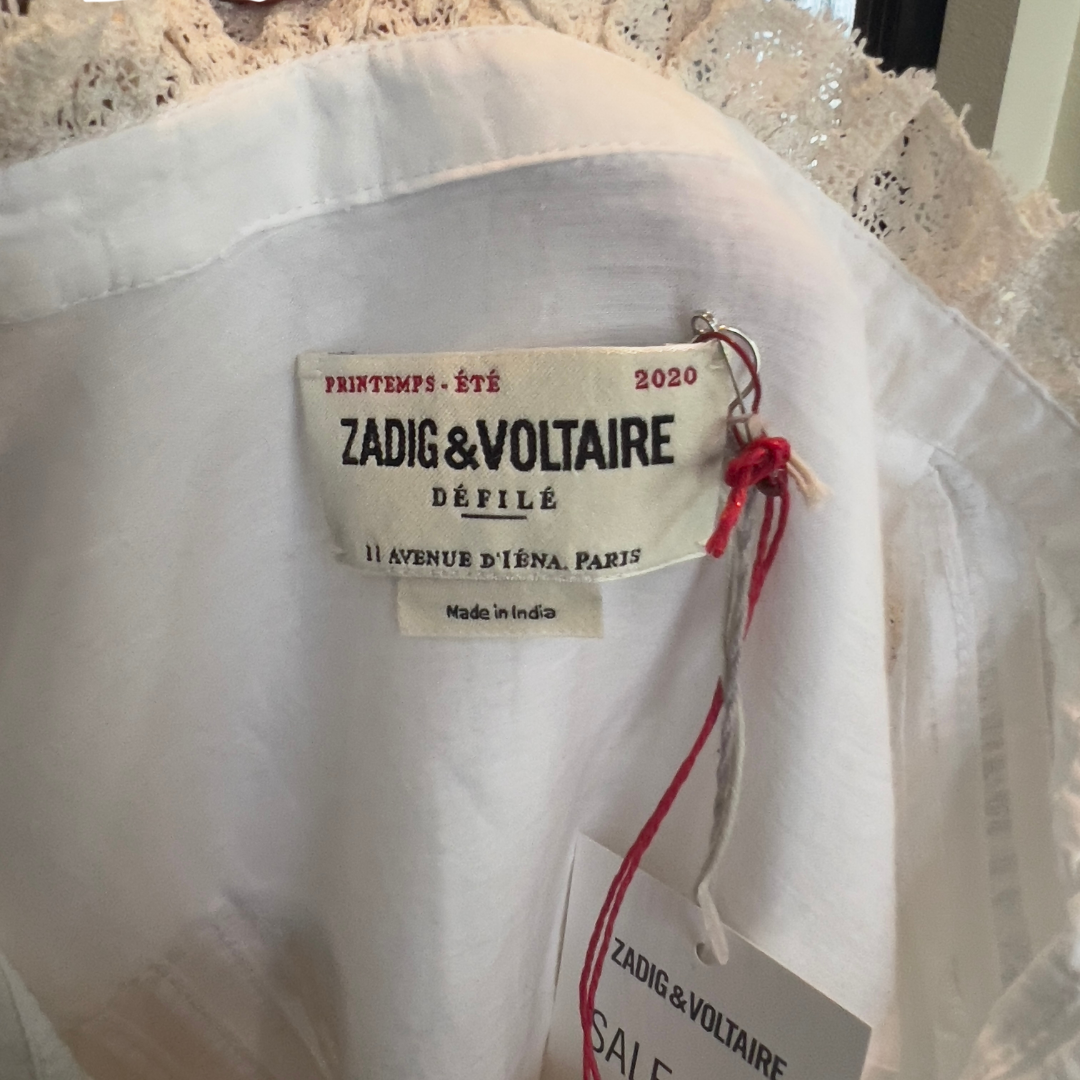 PRINTEMPS - ÉTÉ 2020
ZADIG&VOLTAIRE
DÉFILÉ
11 AVENUE D'IÉNA. PARIS
Made in India
ZADIG&VOLTAIRE
SALE